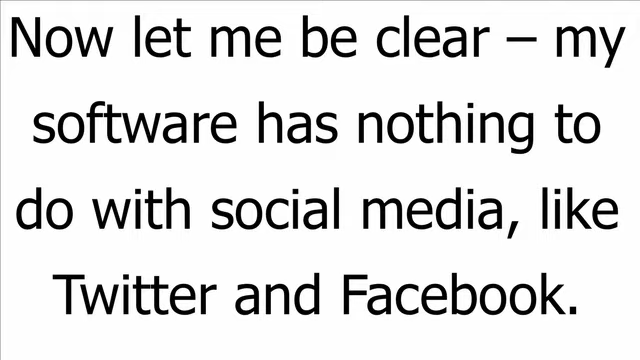 Now let me be clear – my
software has nothing to
do with social media, like
Twitter and Facebook.